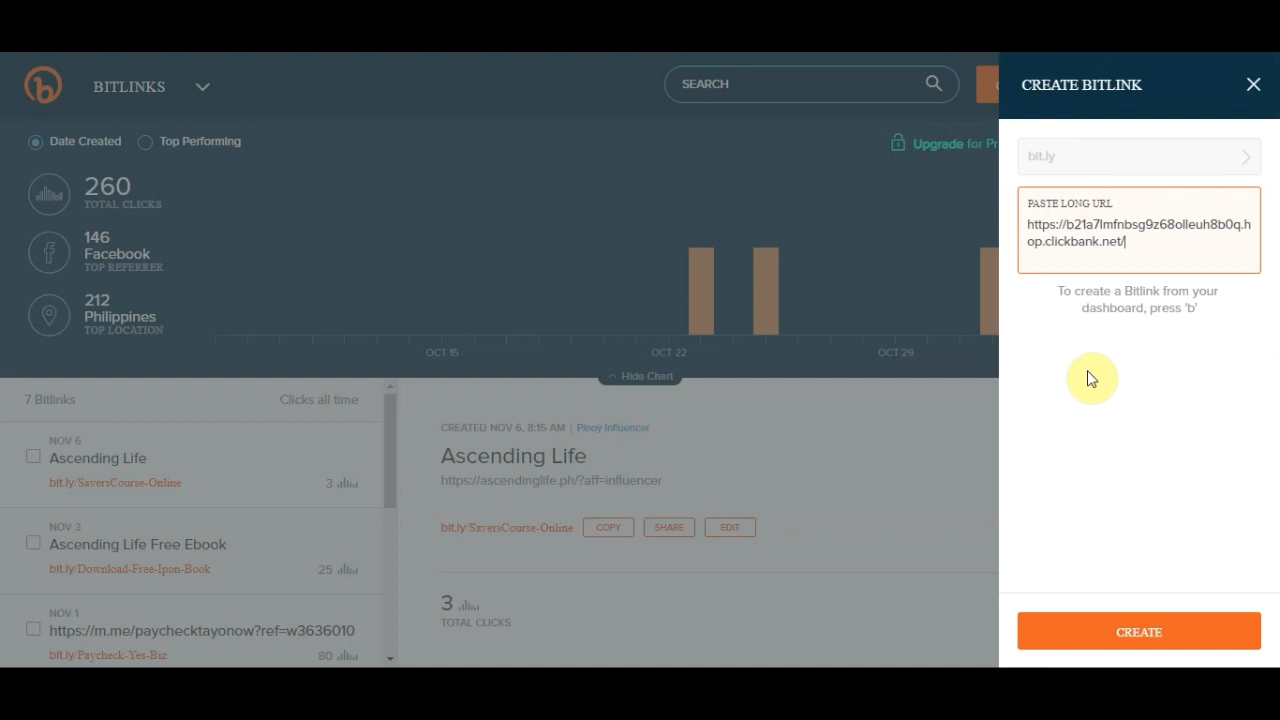 BITLINKS
SEARCH
Date Created
Top Performing
Upgrade for Pr
260
TOTAL CLICKS
146
Facebook
TOP REFERRER
212
Philippines
TOP LOCATION
OCT 15
OCT 22
OCT 29
Hide Chart
7 Bitlinks
Clicks all time
NOV 6
Ascending Life
bit.ly/SaversCourse-Online
3
NOV 3
Ascending Life Free Ebook
bit.ly/Download-Free-Ipon-Book
25
NOV 1
https://m.me/paychecktayonow?ref=w3636010
bit.ly/Paycheck-Yes-Biz
80
CREATED NOV 6, 8:15 AM | Pinoy Influencer
Ascending Life
https://ascendinglife.ph/?aff=influencer
bit.ly/SaversCourse-Online
COPY
SHARE
EDIT
3
TOTAL CLICKS
CREATE BITLINK
bit.ly
PASTE LONG URL
https://b21a7lmfnbsg9z68olleuh8b0q.h
op.clickbank.net/
To create a Bitlink from your
dashboard, press 'b'
CREATE